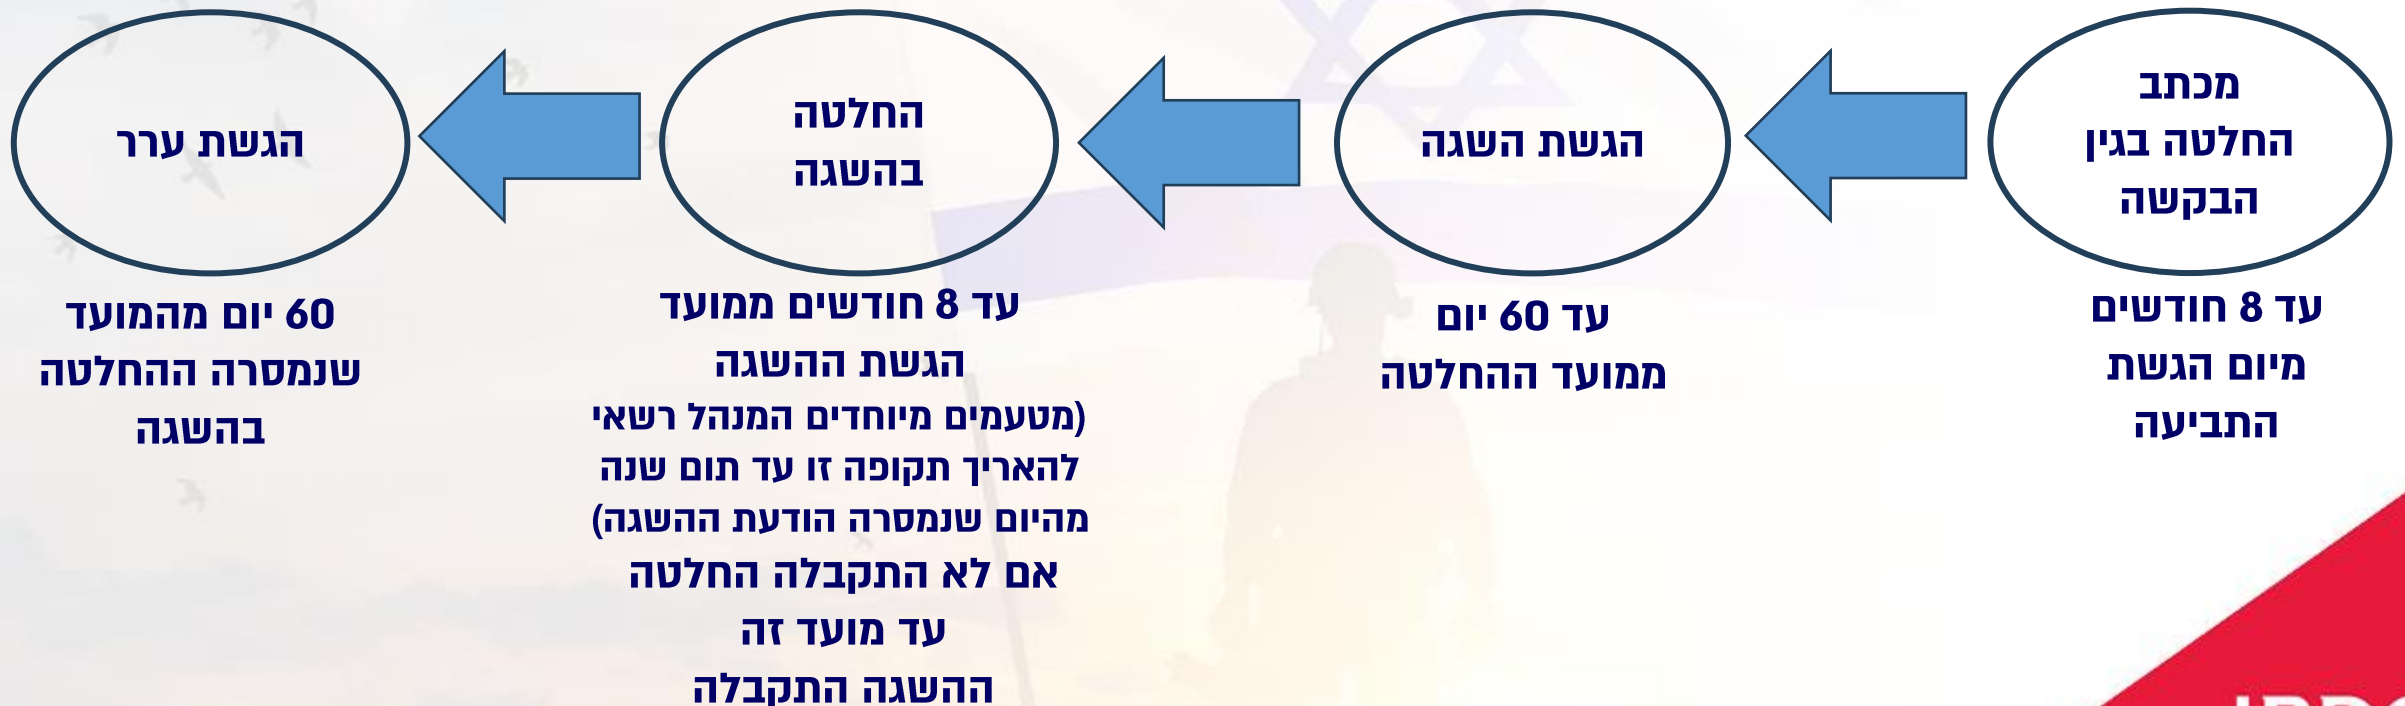 מכתב
החלטה בגין
הבקשה
עד 8 חודשים
מיום הגשת
התביעה
הגשת השגה
עד 60 יום
ממועד ההחלטה
החלטה
בהשגה
עד 8 חודשים ממועד
הגשת ההשגה
(מטעמים מיוחדים המנהל רשאי
להאריך תקופה זו עד תום שנה
מהיום שנמסרה הודעת ההשגה)
אם לא התקבלה החלטה
עד מועד זה
ההשגה התקבלה
הגשת ערר
60 יום מהמועד
שנמסרה ההחלטה
בהשגה